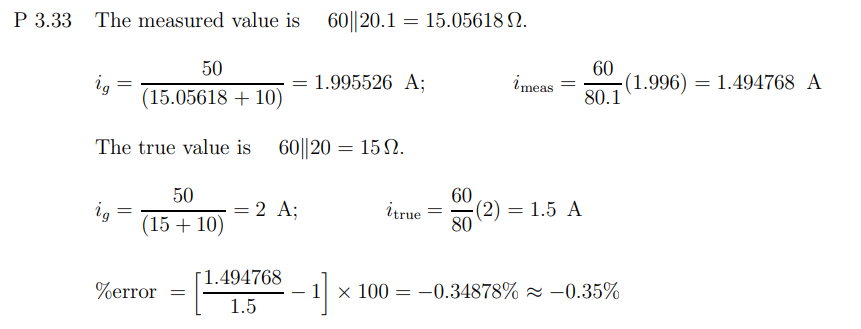 P 3.33 The measured value is 60||20.1 = 15.05618 Ω.
i_g = 50/(15.05618 + 10) = 1.995526 A; i_meas = 60/80.1 (1.996) = 1.494768 A
The true value is 60||20 = 15 Ω.
i_g = 50/(15 + 10) = 2 A; i_true = 60/80 (2) = 1.5 A
%error = [1.494768/1.5 − 1] × 100 = −0.34878% ≈ −0.35%